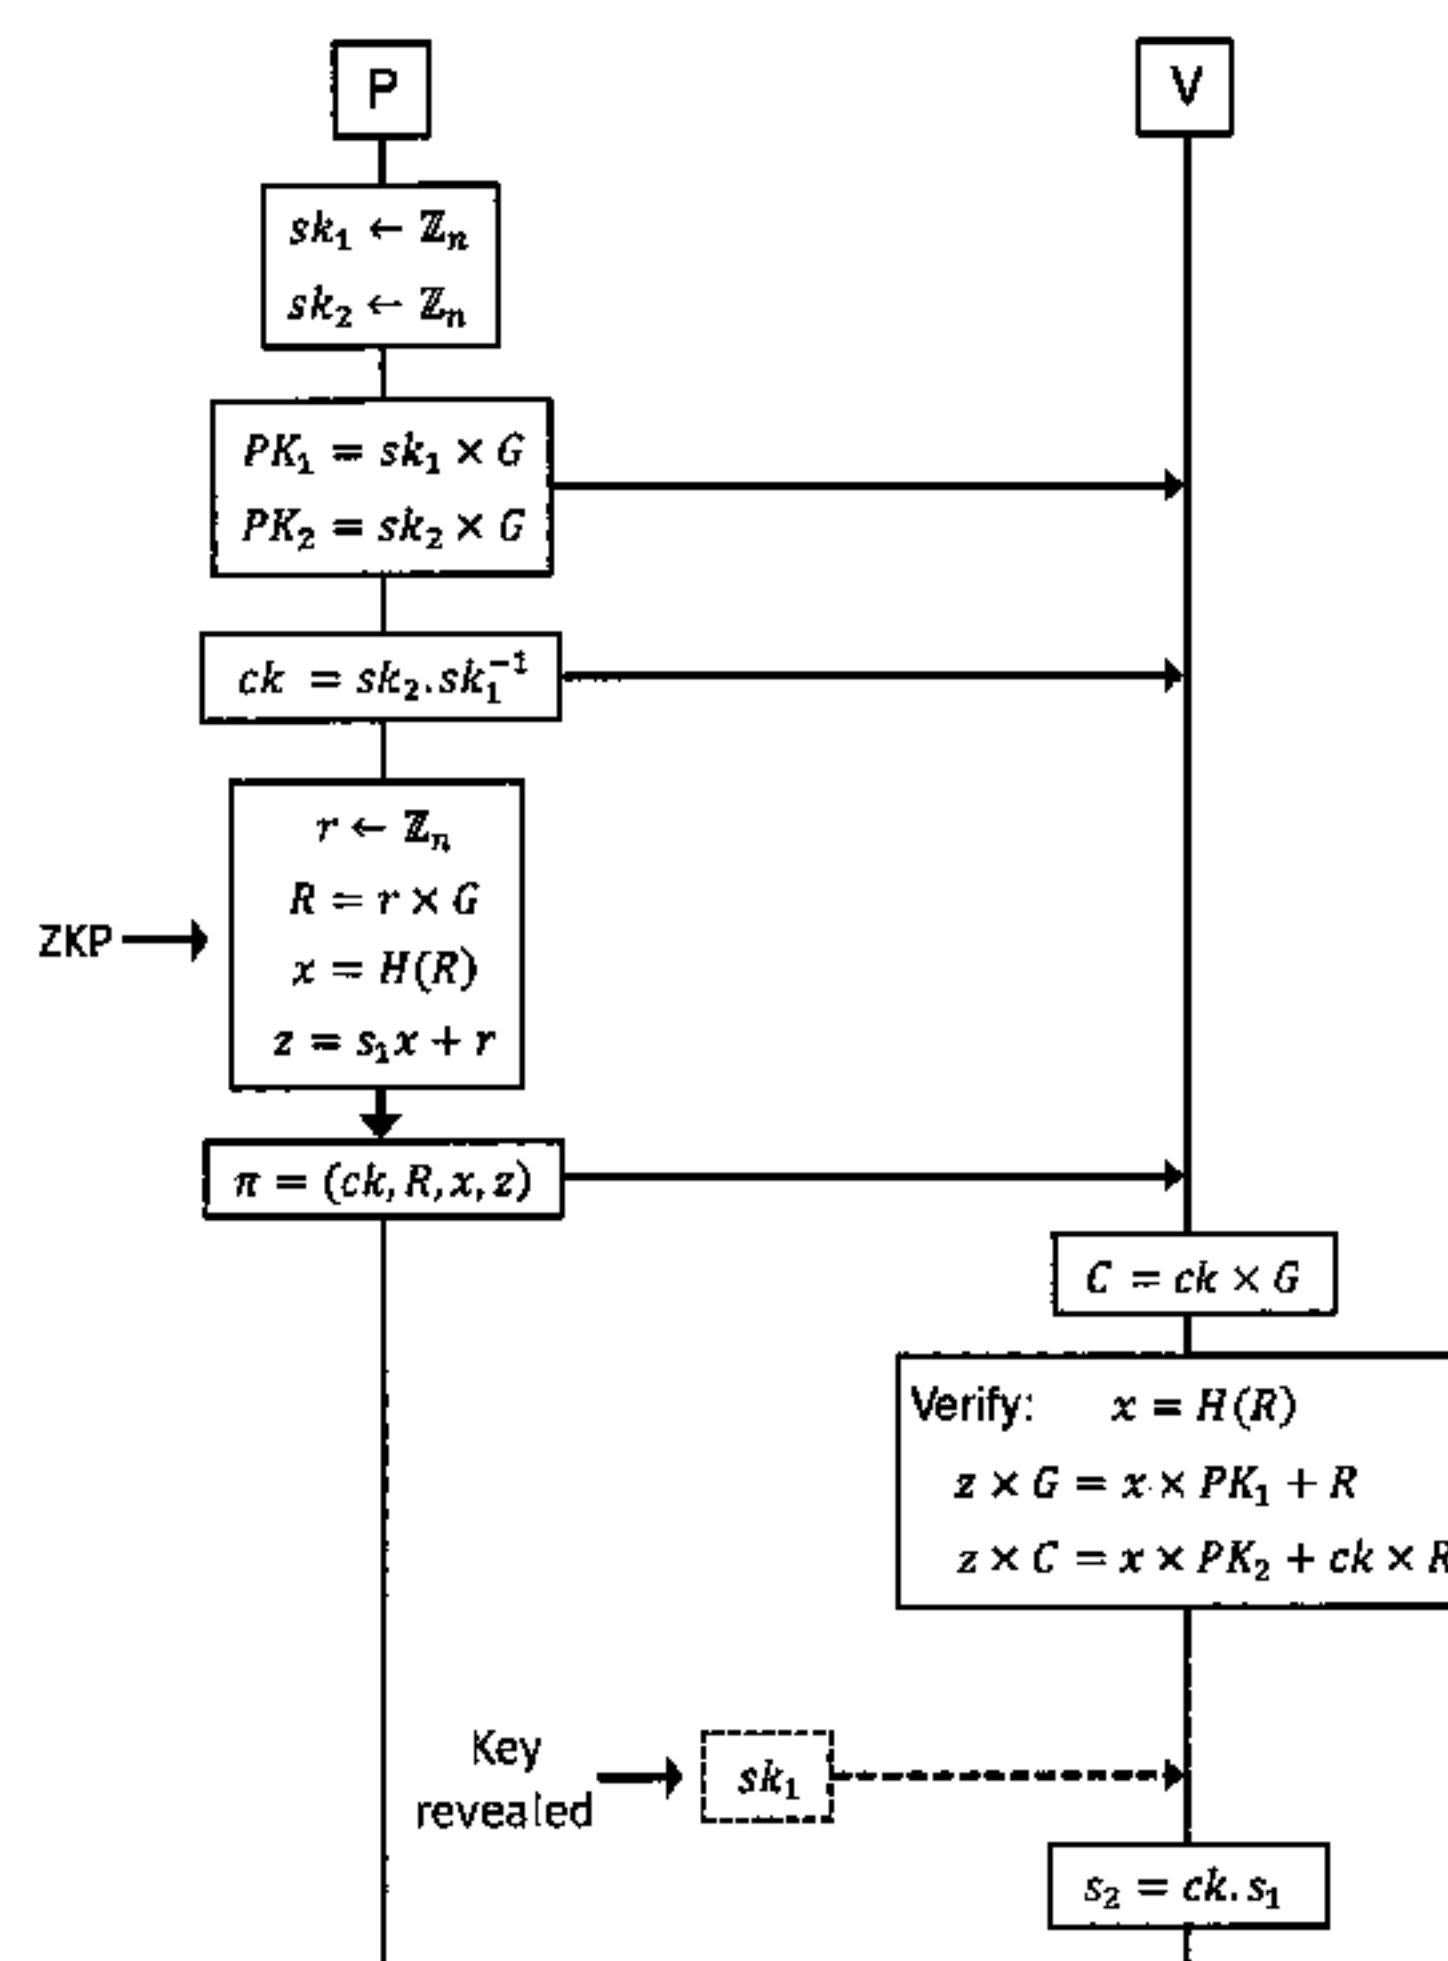 P
V
sk₁ ← ℤₙ
sk₂ ← ℤₙ
PK₁ = sk₁ × G
PK₂ = sk₂ × G
ck = sk₂.sk₁⁻¹
r ← ℤₙ
R = r × G
ZKP
x = H(R)
z = s₁x + r
π = (ck, R, x, z)
C = ck × G
Verify: x = H(R)
z × G = x × PK₁ + R
z × C = x × PK₂ + ck × R
Key
revealed
sk₁
s₂ = ck.s₁